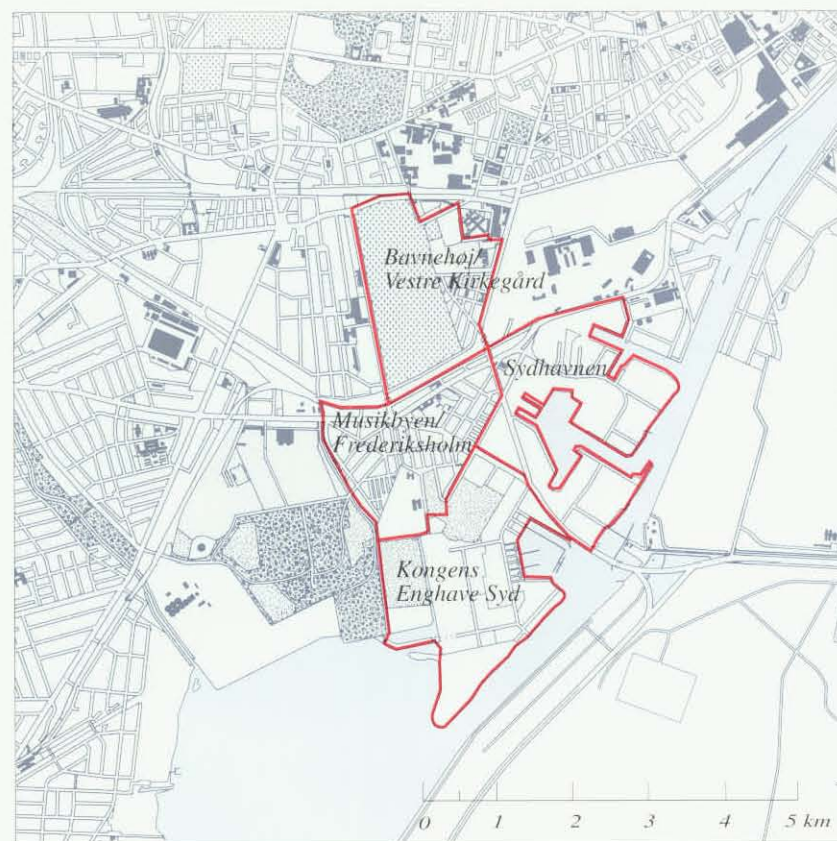 Bavnehøj/
Vestre Kirkegård
Sydhavnen
Musikbyen/
Frederiksholm
Kongens
Enghave Syd
0 1 2 3 4 5 km